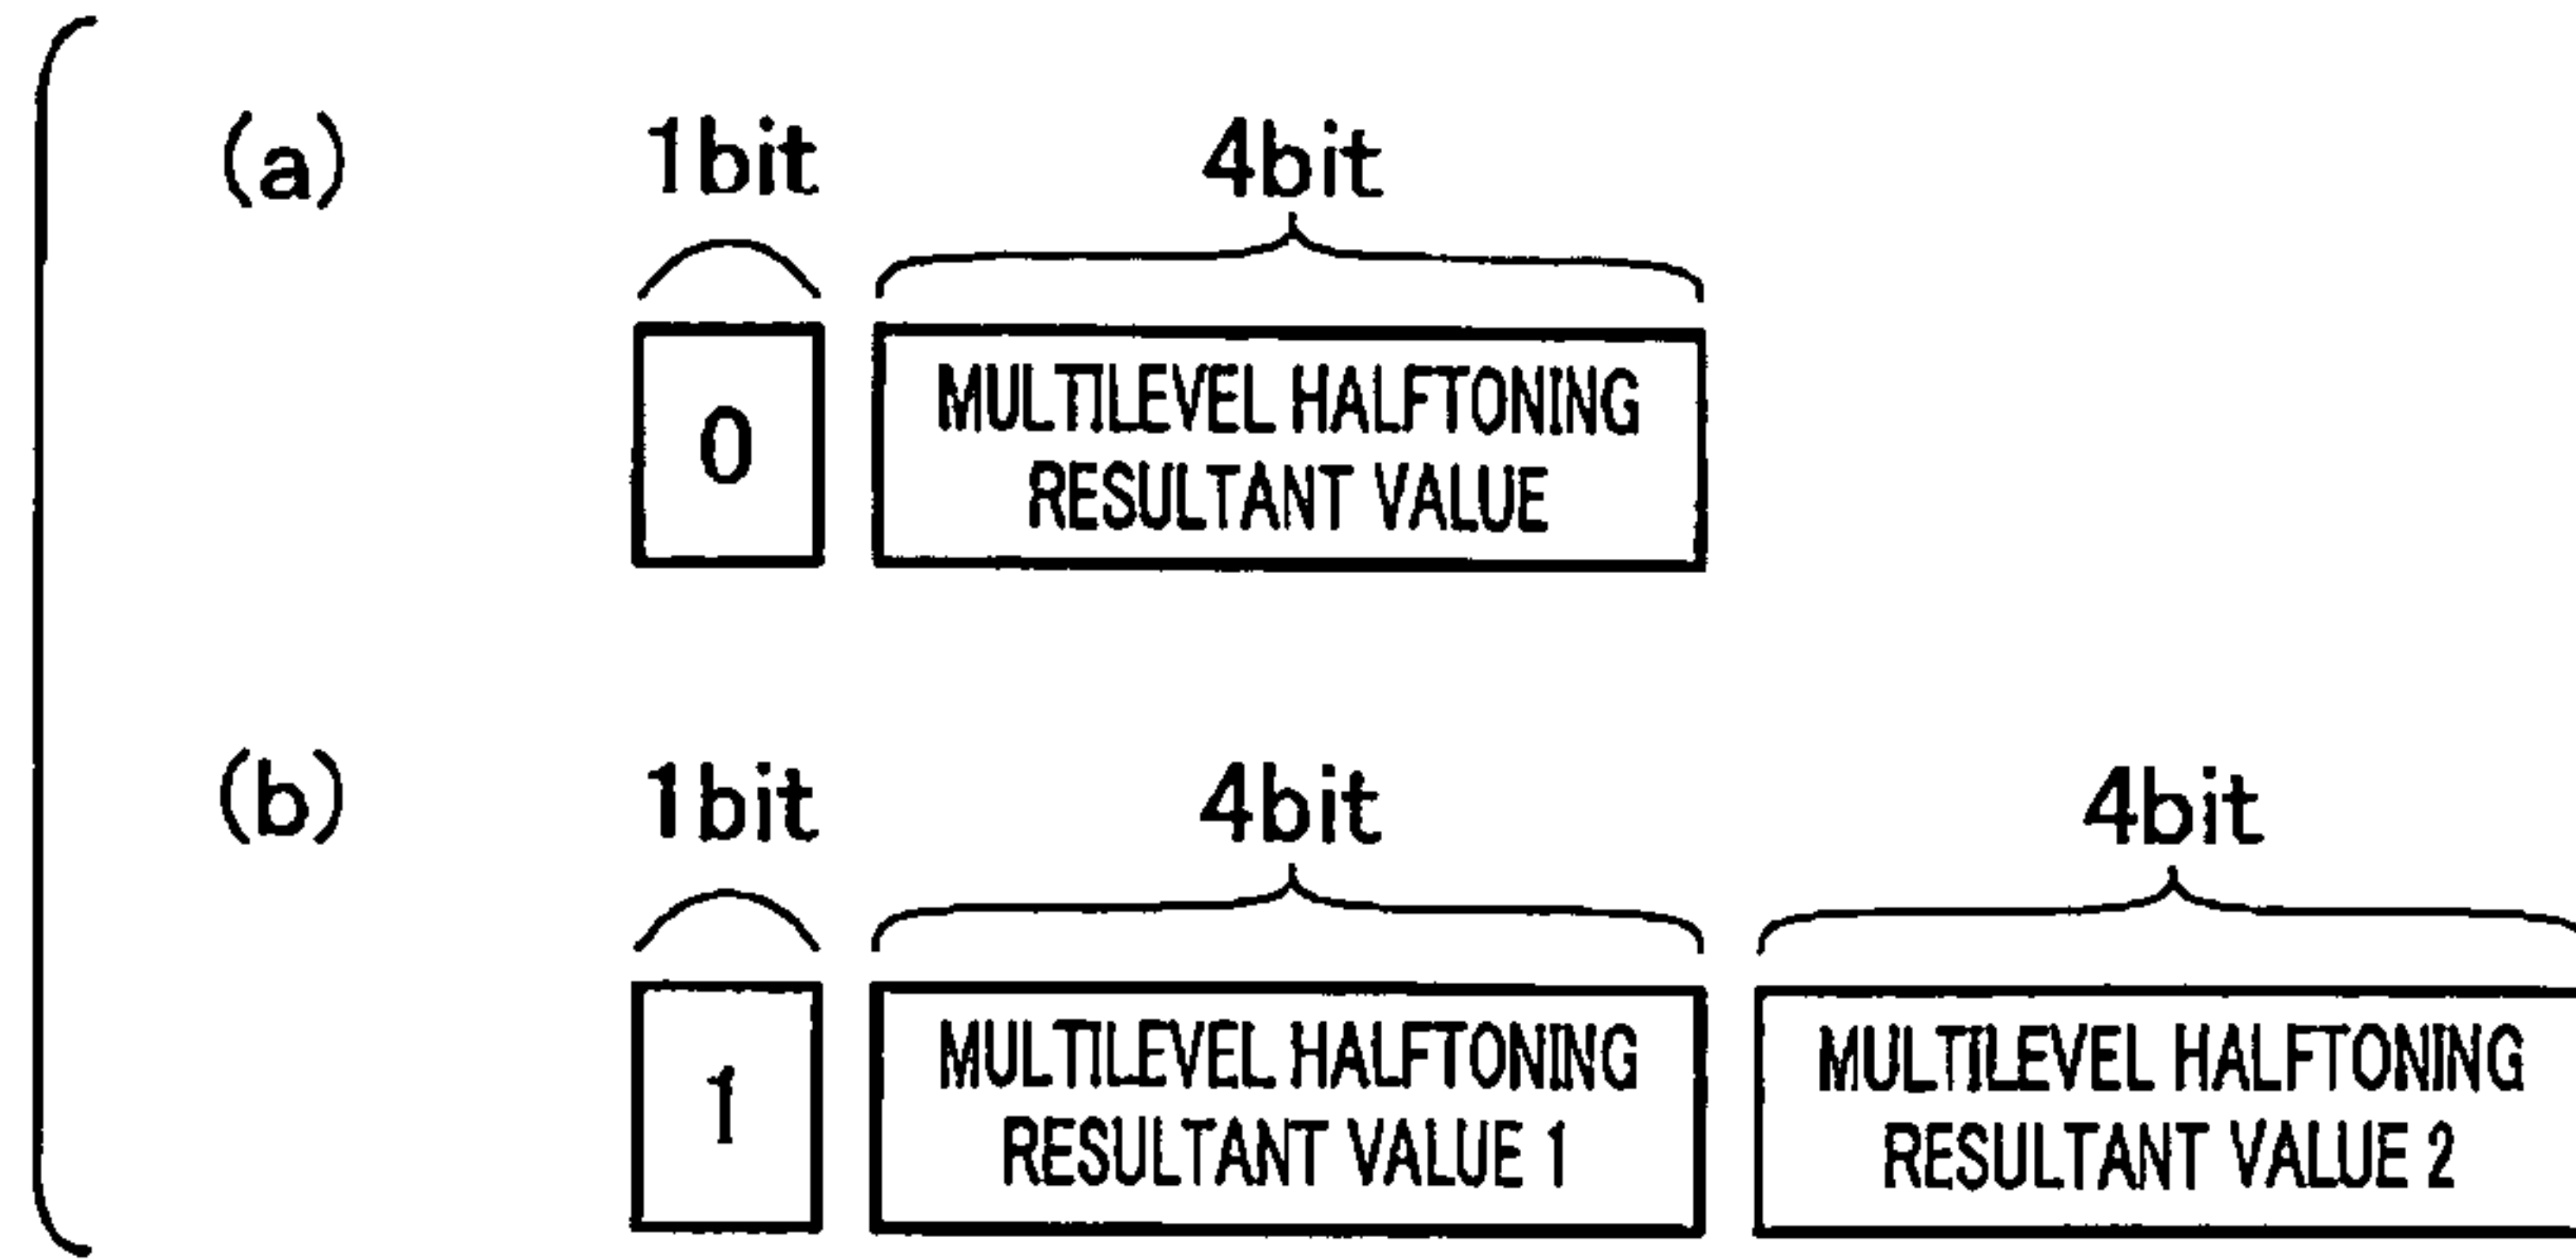 (a) 1bit 4bit
0 MULTILEVEL HALFTONING
RESULTANT VALUE
(b) 1bit 4bit 4bit
1 MULTILEVEL HALFTONING MULTILEVEL HALFTONING
RESULTANT VALUE 1 RESULTANT VALUE 2